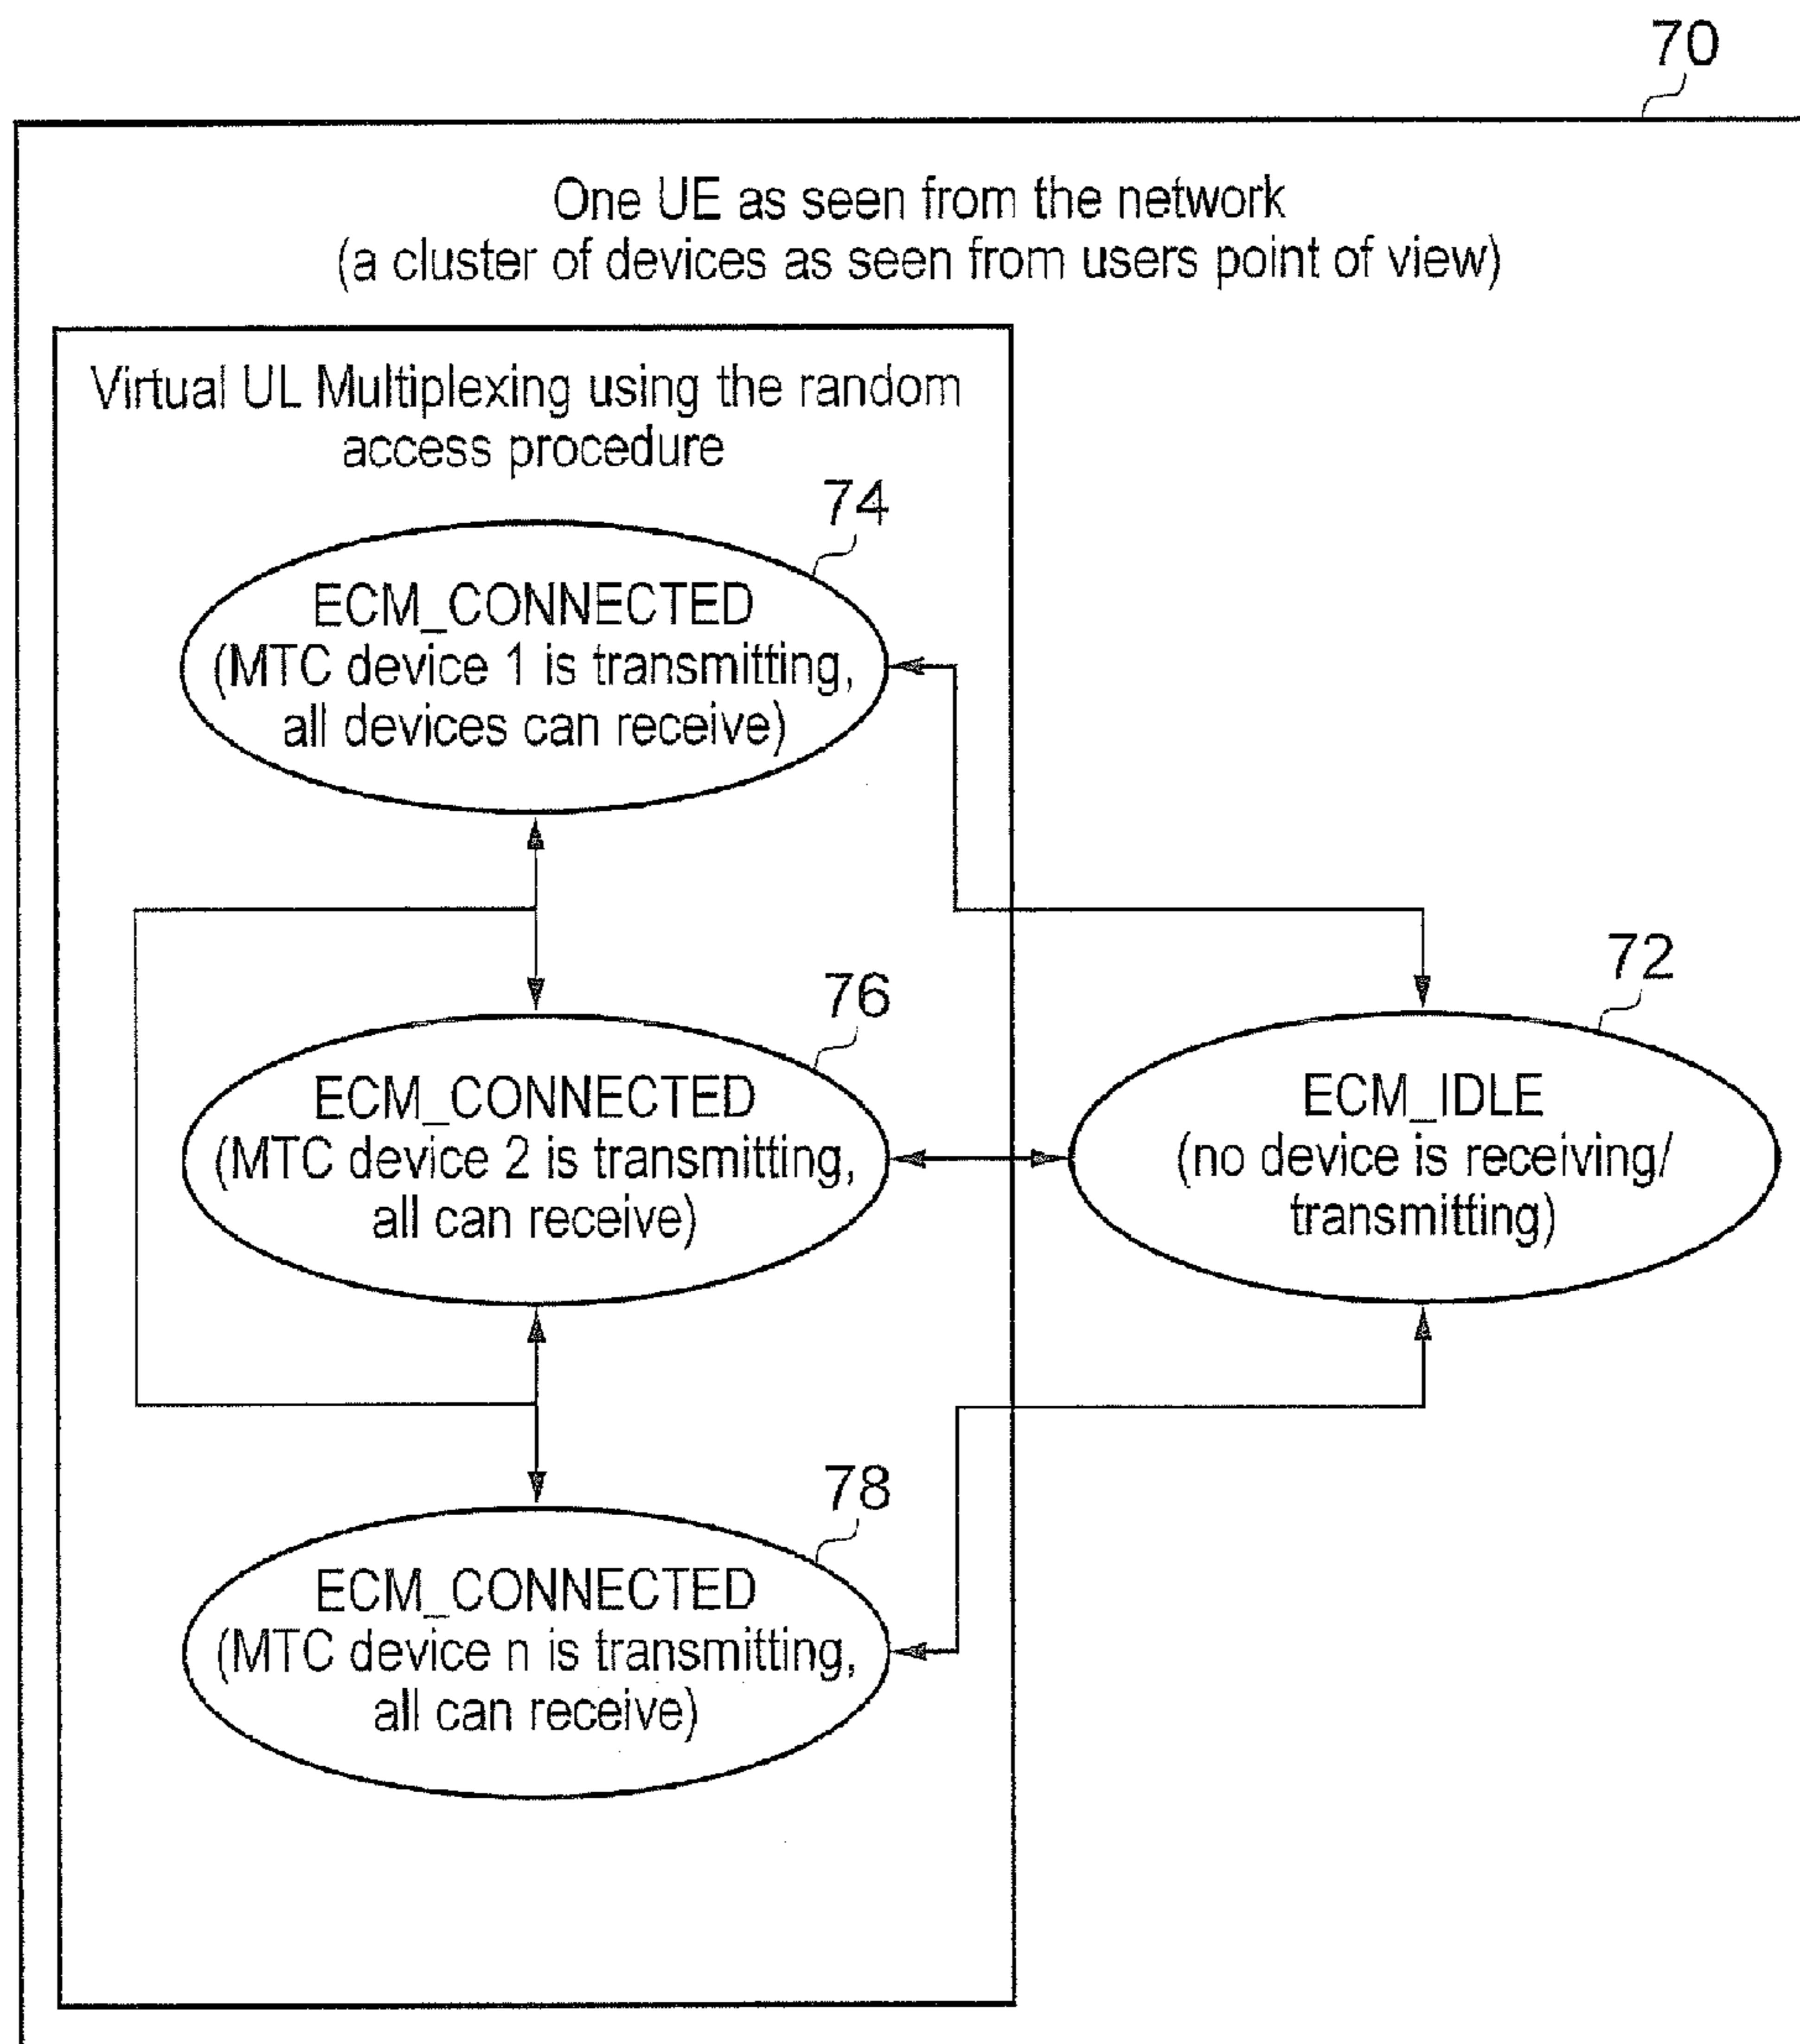 70
One UE as seen from the network
(a cluster of devices as seen from users point of view)
Virtual UL Multiplexing using the random
access procedure
74
ECM_CONNECTED
(MTC device 1 is transmitting,
all devices can receive)
76
ECM_CONNECTED
(MTC device 2 is transmitting,
all can receive)
72
ECM_IDLE
(no device is receiving/
transmitting)
78
ECM_CONNECTED
(MTC device n is transmitting,
all can receive)